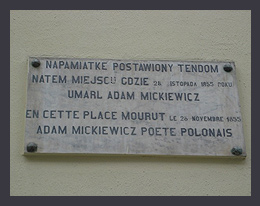 NAPAMIATKE POSTAWIONY TENDOM
NATEM MIEJSCU GDZIE 26 LISTOPADA 1855 ROKU
UMARL ADAM MICKIEWICZ
EN CETTE PLACE MOURUT LE 26 NOVEMBRE 1855
ADAM MICKIEWICZ POETE POLONAIS